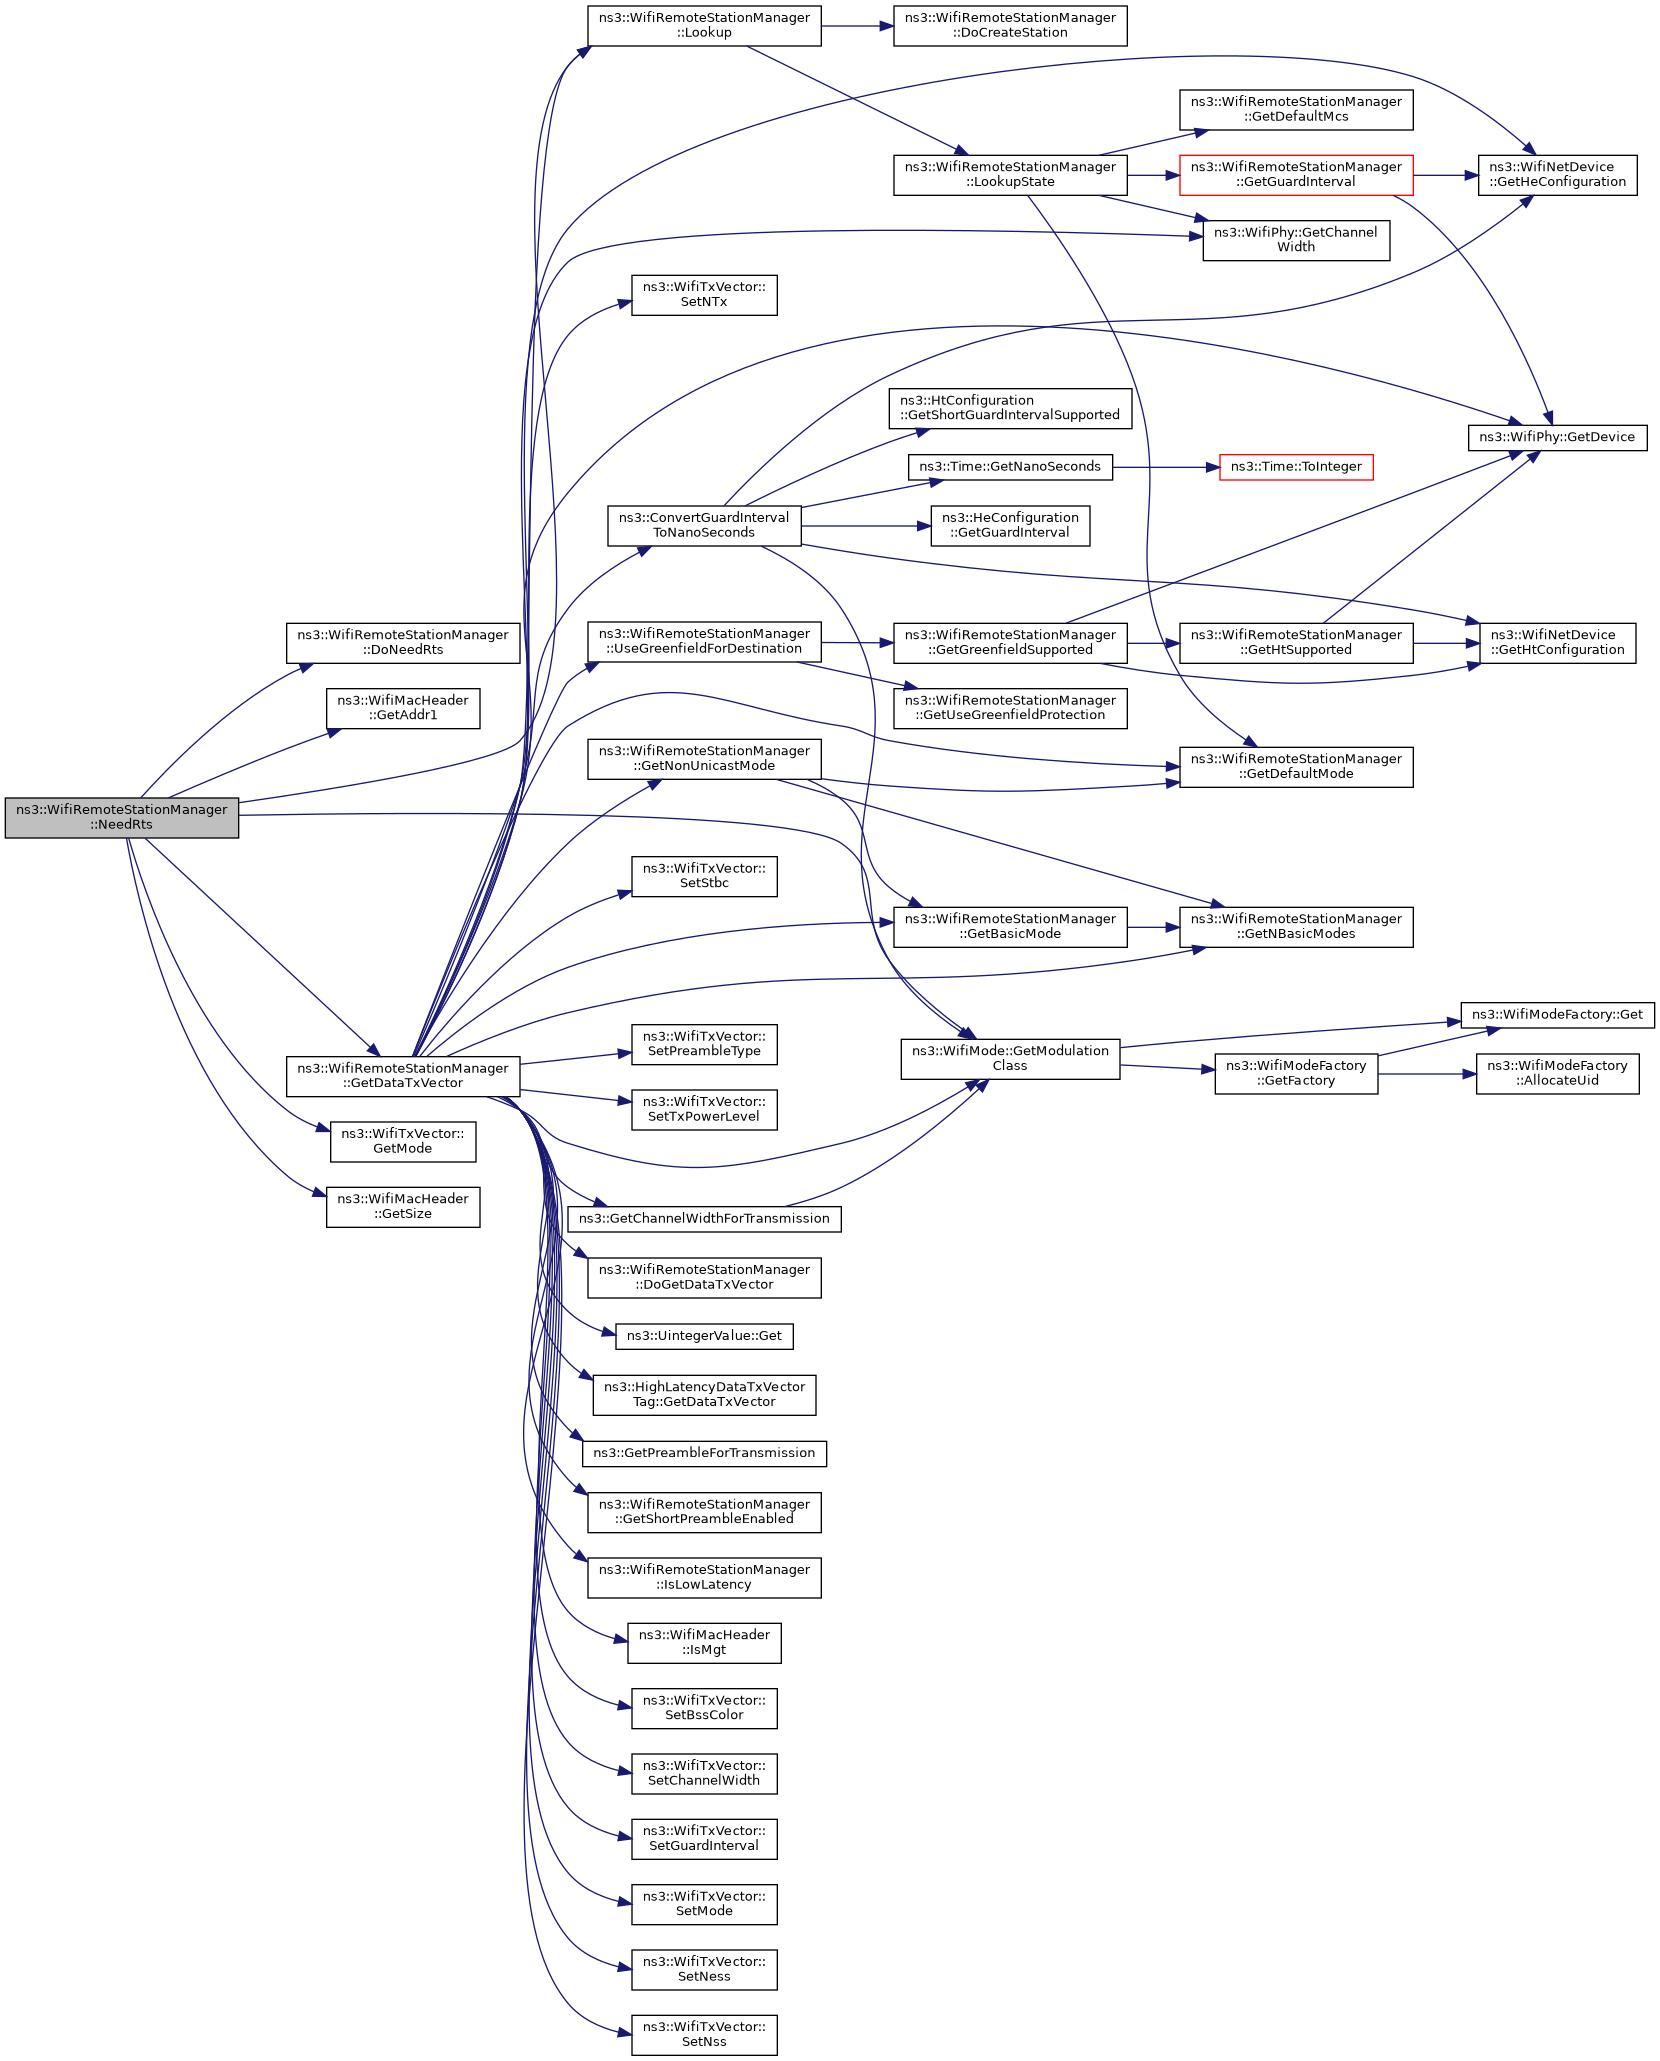 ns3::WifiRemoteStationManager
::NeedRts
ns3::WifiRemoteStationManager
::DoNeedRts
ns3::WifiMacHeader
::GetAddr1
ns3::WifiRemoteStationManager
::GetDataTxVector
ns3::WifiTxVector::
GetMode
ns3::WifiMacHeader
::GetSize
ns3::WifiRemoteStationManager
::Lookup
ns3::WifiTxVector::
SetNTx
ns3::ConvertGuardInterval
ToNanoSeconds
ns3::WifiRemoteStationManager
::UseGreenfieldForDestination
ns3::WifiRemoteStationManager
::GetNonUnicastMode
ns3::WifiTxVector::
SetStbc
ns3::WifiTxVector::
SetPreambleType
ns3::WifiTxVector::
SetTxPowerLevel
ns3::GetChannelWidthForTransmission
ns3::WifiRemoteStationManager
::DoGetDataTxVector
ns3::UintegerValue::Get
ns3::HighLatencyDataTxVector
Tag::GetDataTxVector
ns3::GetPreambleForTransmission
ns3::WifiRemoteStationManager
::GetShortPreambleEnabled
ns3::WifiRemoteStationManager
::IsLowLatency
ns3::WifiMacHeader
::IsMgt
ns3::WifiTxVector::
SetBssColor
ns3::WifiTxVector::
SetChannelWidth
ns3::WifiTxVector::
SetGuardInterval
ns3::WifiTxVector::
SetMode
ns3::WifiTxVector::
SetNess
ns3::WifiTxVector::
SetNss
ns3::WifiRemoteStationManager
::DoCreateStation
ns3::WifiRemoteStationManager
::LookupState
ns3::HtConfiguration
::GetShortGuardIntervalSupported
ns3::Time::GetNanoSeconds
ns3::HeConfiguration
::GetGuardInterval
ns3::WifiRemoteStationManager
::GetGreenfieldSupported
ns3::WifiRemoteStationManager
::GetUseGreenfieldProtection
ns3::WifiRemoteStationManager
::GetBasicMode
ns3::WifiMode::GetModulation
Class
ns3::WifiRemoteStationManager
::GetDefaultMcs
ns3::WifiRemoteStationManager
::GetGuardInterval
ns3::WifiPhy::GetChannel
Width
ns3::Time::ToInteger
ns3::WifiRemoteStationManager
::GetHtSupported
ns3::WifiRemoteStationManager
::GetDefaultMode
ns3::WifiRemoteStationManager
::GetNBasicModes
ns3::WifiModeFactory
::GetFactory
ns3::WifiNetDevice
::GetHeConfiguration
ns3::WifiPhy::GetDevice
ns3::WifiNetDevice
::GetHtConfiguration
ns3::WifiModeFactory::Get
ns3::WifiModeFactory
::AllocateUid